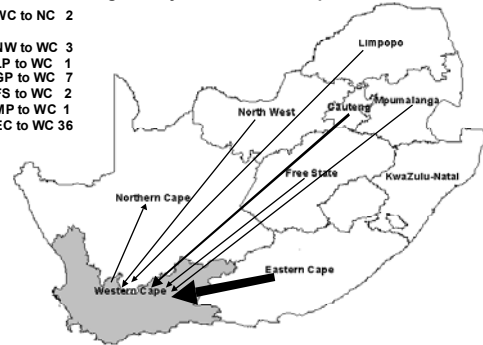 WC to NC 2
NW to WC 3
LP to WC 1
GP to WC 7
FS to WC 2
MP to WC 1
EC to WC 36
Limpopo
North West
Gauteng
Mpumalanga
Free State
KwaZulu-Natal
Northern Cape
Eastern Cape
Western Cape